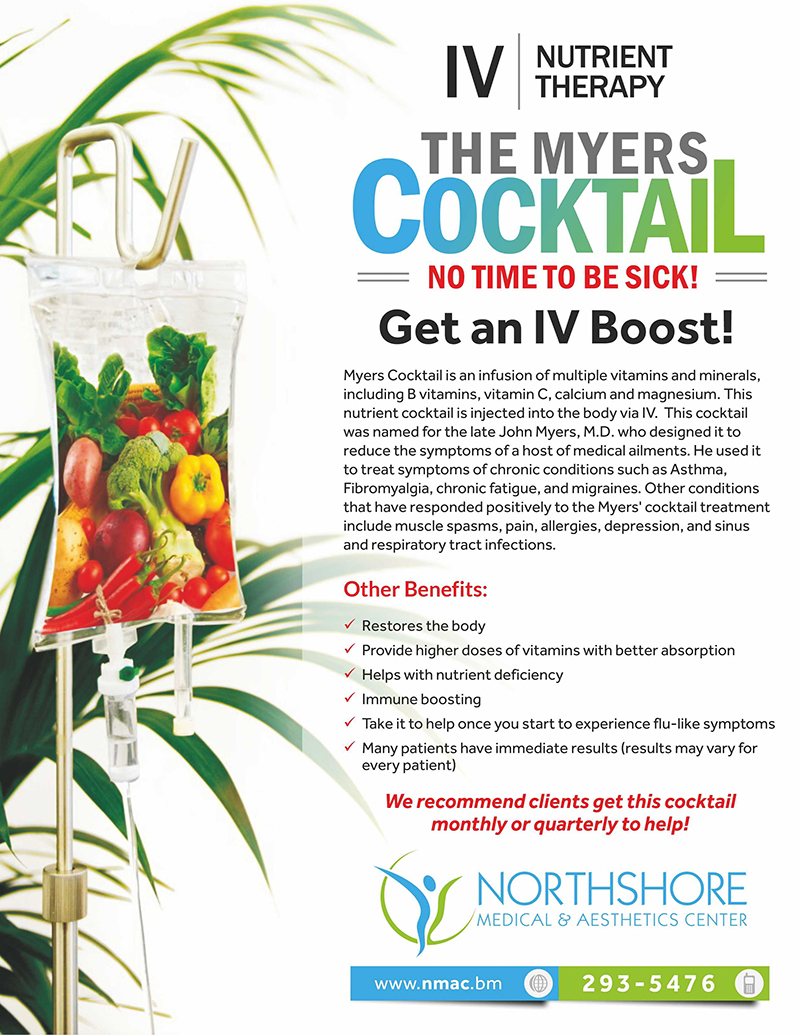 IV | NUTRIENT
THERAPY
THE MYERS
COCKTAIL
NO TIME TO BE SICK!
Get an IV Boost!
Myers Cocktail is an infusion of multiple vitamins and minerals,
including B vitamins, vitamin C, calcium and magnesium. This
nutrient cocktail is injected into the body via IV.  This cocktail
was named for the late John Myers, M.D. who designed it to
reduce the symptoms of a host of medical ailments. He used it
to treat symptoms of chronic conditions such as Asthma,
Fibromyalgia, chronic fatigue, and migraines. Other conditions
that have responded positively to the Myers' cocktail treatment
include muscle spasms, pain, allergies, depression, and sinus
and respiratory tract infections.
Other Benefits:
✓ Restores the body
✓ Provide higher doses of vitamins with better absorption
✓ Helps with nutrient deficiency
✓ Immune boosting
✓ Take it to help once you start to experience flu-like symptoms
✓ Many patients have immediate results (results may vary for
every patient)
We recommend clients get this cocktail
monthly or quarterly to help!
NORTHSHORE
MEDICAL & AESTHETICS CENTER
www.nmac.bm
293-5476